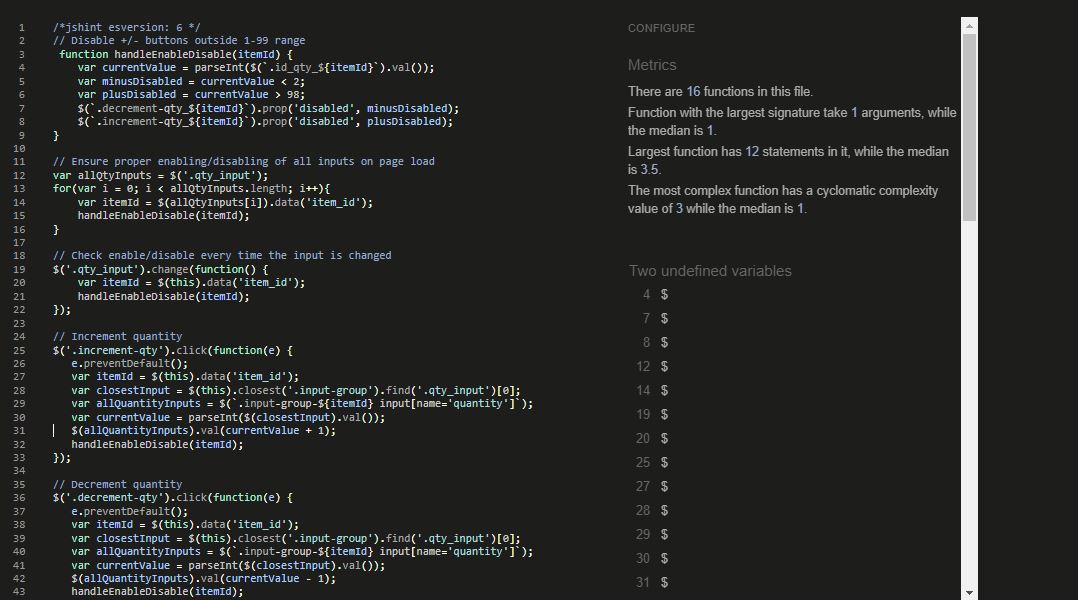 1 /*jshint esversion: 6 */
2 // Disable +/- buttons outside 1-99 range
3 function handleEnableDisable(itemId) {
4 var currentValue = parseInt($(`.id_qty_${itemId}`).val());
5 var minusDisabled = currentValue < 2;
6 var plusDisabled = currentValue > 98;
7 $(`.decrement-qty_${itemId}`).prop('disabled', minusDisabled);
8 $(`.increment-qty_${itemId}`).prop('disabled', plusDisabled);
9 }
10
11 // Ensure proper enabling/disabling of all inputs on page load
12 var allQtyInputs = $('.qty_input');
13 for(var i = 0; i < allQtyInputs.length; i++){
14 var itemId = $(allQtyInputs[i]).data('item_id');
15 handleEnableDisable(itemId);
16 }
17
18 // Check enable/disable every time the input is changed
19 $('.qty_input').change(function() {
20 var itemId = $(this).data('item_id');
21 handleEnableDisable(itemId);
22 });
23
24 // Increment quantity
25 $('.increment-qty').click(function(e) {
26 e.preventDefault();
27 var itemId = $(this).data('item_id');
28 var closestInput = $(this).closest('.input-group').find('.qty_input')[0];
29 var allQuantityInputs = $(`.input-group-${itemId} input[name='quantity']`);
30 var currentValue = parseInt($(closestInput).val());
31 $(allQuantityInputs).val(currentValue + 1);
32 handleEnableDisable(itemId);
33 });
34
35 // Decrement quantity
36 $('.decrement-qty').click(function(e) {
37 e.preventDefault();
38 var itemId = $(this).data('item_id');
39 var closestInput = $(this).closest('.input-group').find('.qty_input')[0];
40 var allQuantityInputs = $(`.input-group-${itemId} input[name='quantity']`);
41 var currentValue = parseInt($(closestInput).val());
42 $(allQuantityInputs).val(currentValue - 1);
43 handleEnableDisable(itemId);
CONFIGURE
Metrics
There are 16 functions in this file.
Function with the largest signature take 1 arguments, while
the median is 1.
Largest function has 12 statements in it, while the median
is 3.5.
The most complex function has a cyclomatic complexity
value of 3 while the median is 1.
Two undefined variables
4 $
7 $
8 $
12 $
14 $
19 $
20 $
25 $
27 $
28 $
29 $
30 $
31 $